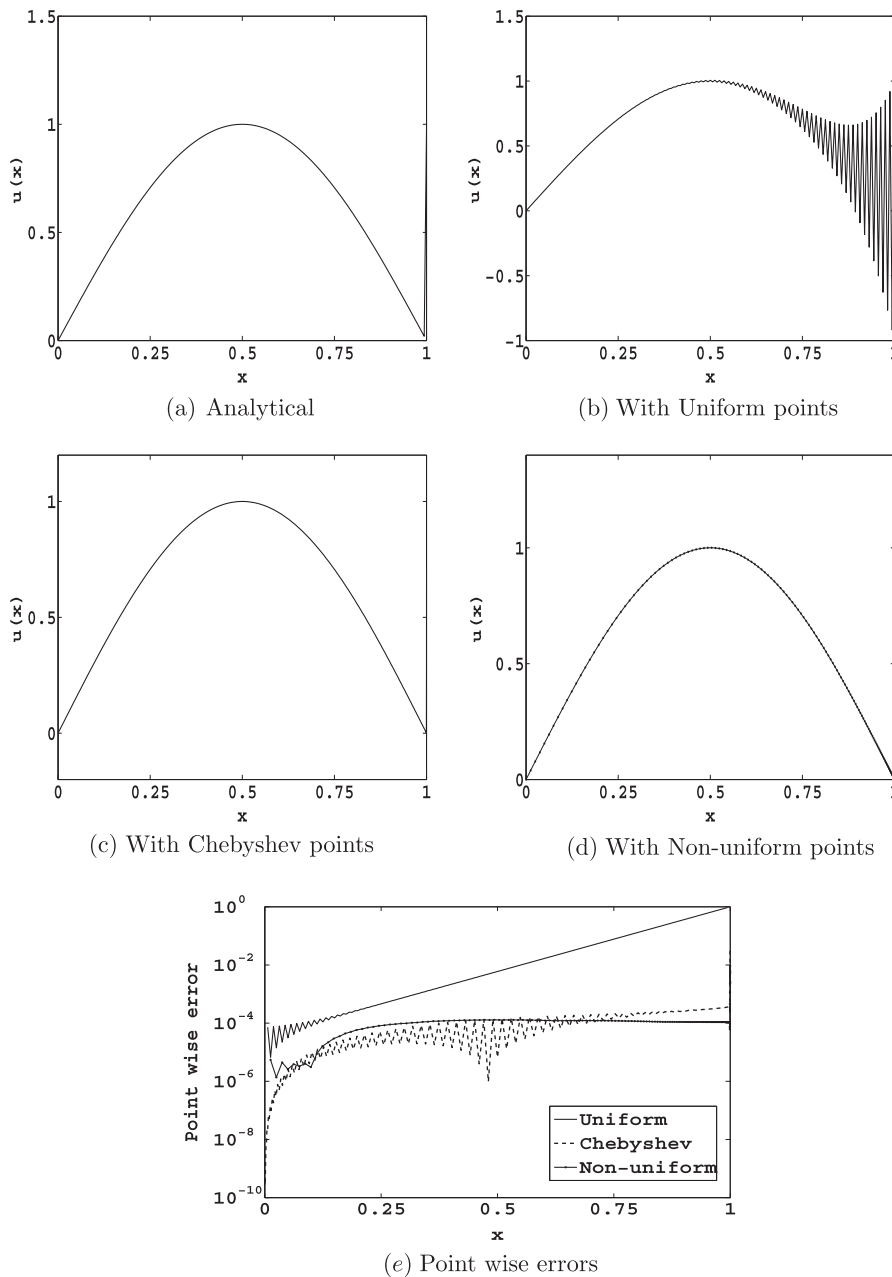 1.5
1
0.5
0
u(x)
0 0.25 0.5 0.75 1
x
(a) Analytical
1.5
1
0.5
0
-0.5
-1
u(x)
0 0.25 0.5 0.75 1
x
(b) With Uniform points
1
0.5
0
u(x)
0 0.25 0.5 0.75 1
x
(c) With Chebyshev points
1
0.5
0
u(x)
0 0.25 0.5 0.75 1
x
(d) With Non-uniform points
10^0
10^-2
10^-4
10^-6
10^-8
10^-10
Point wise error
Uniform
Chebyshev
Non-uniform
0 0.25 0.5 0.75 1
x
(e) Point wise errors